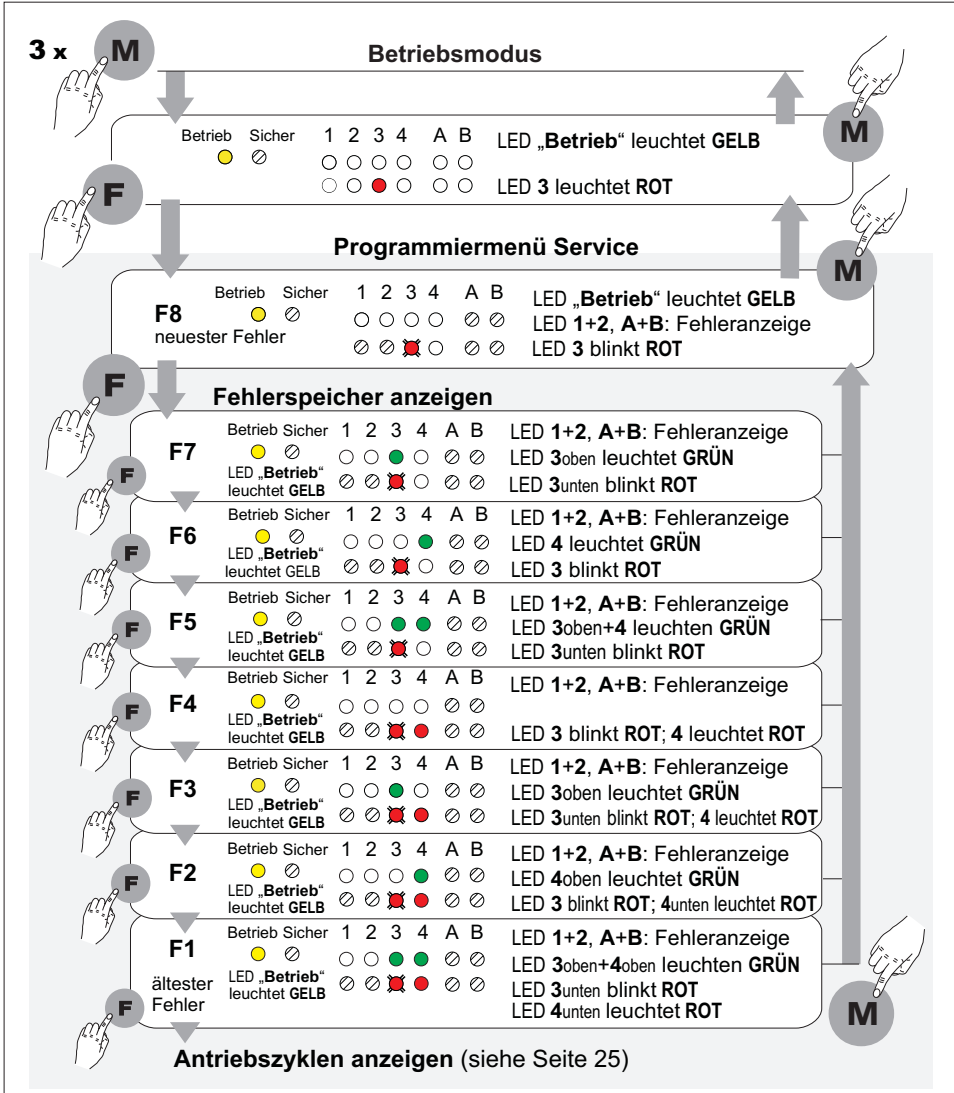 3 x M Betriebsmodus
Betrieb Sicher 1 2 3 4 A B LED „Betrieb“ leuchtet GELB
M
LED 3 leuchtet ROT
F
Programmiermenü Service
M
Betrieb Sicher 1 2 3 4 A B LED „Betrieb“ leuchtet GELB
F8 LED 1+2, A+B: Fehleranzeige
neuester Fehler LED 3 blinkt ROT
F
Fehlerspeicher anzeigen
Betrieb Sicher 1 2 3 4 A B LED 1+2, A+B: Fehleranzeige
F7 LED 3oben leuchtet GRÜN
F LED „Betrieb“
leuchtet GELB LED 3unten blinkt ROT
Betrieb Sicher 1 2 3 4 A B LED 1+2, A+B: Fehleranzeige
F6 LED 4 leuchtet GRÜN
F LED „Betrieb“
leuchtet GELB LED 3 blinkt ROT
Betrieb Sicher 1 2 3 4 A B LED 1+2, A+B: Fehleranzeige
F5 LED 3oben+4 leuchten GRÜN
F LED „Betrieb“
leuchtet GELB LED 3unten blinkt ROT
Betrieb Sicher 1 2 3 4 A B LED 1+2, A+B: Fehleranzeige
F4
F LED „Betrieb“
leuchtet GELB LED 3 blinkt ROT; 4 leuchtet ROT
Betrieb Sicher 1 2 3 4 A B LED 1+2, A+B: Fehleranzeige
F3 LED 3oben leuchtet GRÜN
F LED „Betrieb“
leuchtet GELB LED 3unten blinkt ROT; 4 leuchtet ROT
Betrieb Sicher 1 2 3 4 A B LED 1+2, A+B: Fehleranzeige
F2 LED 4oben leuchtet GRÜN
F LED „Betrieb“
leuchtet GELB LED 3 blinkt ROT; 4unten leuchtet ROT
Betrieb Sicher 1 2 3 4 A B LED 1+2, A+B: Fehleranzeige
F1 LED 3oben+4oben leuchten GRÜN
ältester LED „Betrieb“
Fehler leuchtet GELB LED 3unten blinkt ROT
F LED 4unten leuchtet ROT
M
Antriebszyklen anzeigen (siehe Seite 25)